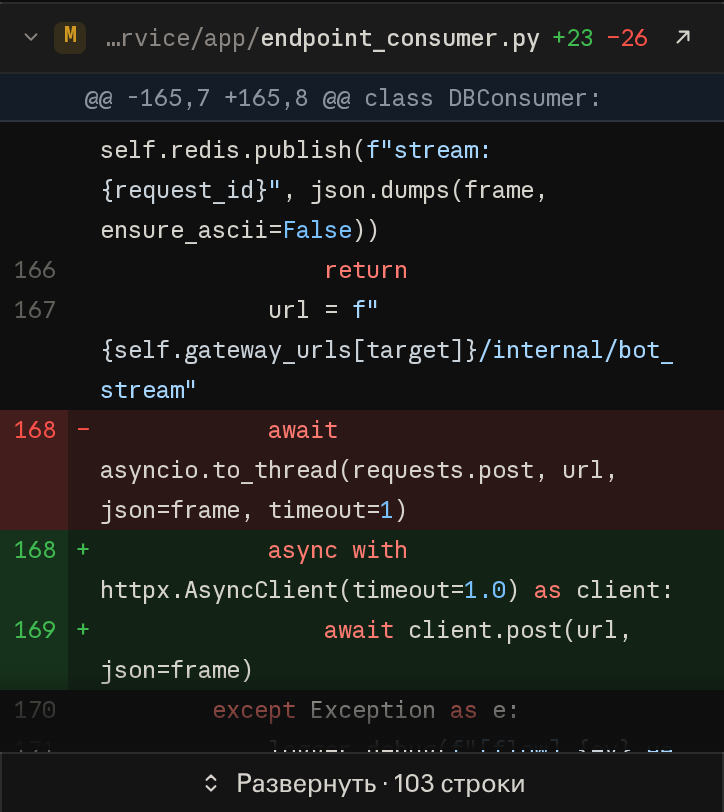 M …rvice/app/endpoint_consumer.py +23 −26
@@ -165,7 +165,8 @@ class DBConsumer:
self.redis.publish(f"stream:
{request_id}", json.dumps(frame,
ensure_ascii=False))
166 return
167 url = f"
{self.gateway_urls[target]}/internal/bot_
stream"
168 - await
asyncio.to_thread(requests.post, url,
json=frame, timeout=1)
168 + async with
httpx.AsyncClient(timeout=1.0) as client:
169 + await client.post(url,
json=frame)
170 except Exception as e:
171
Развернуть · 103 строки